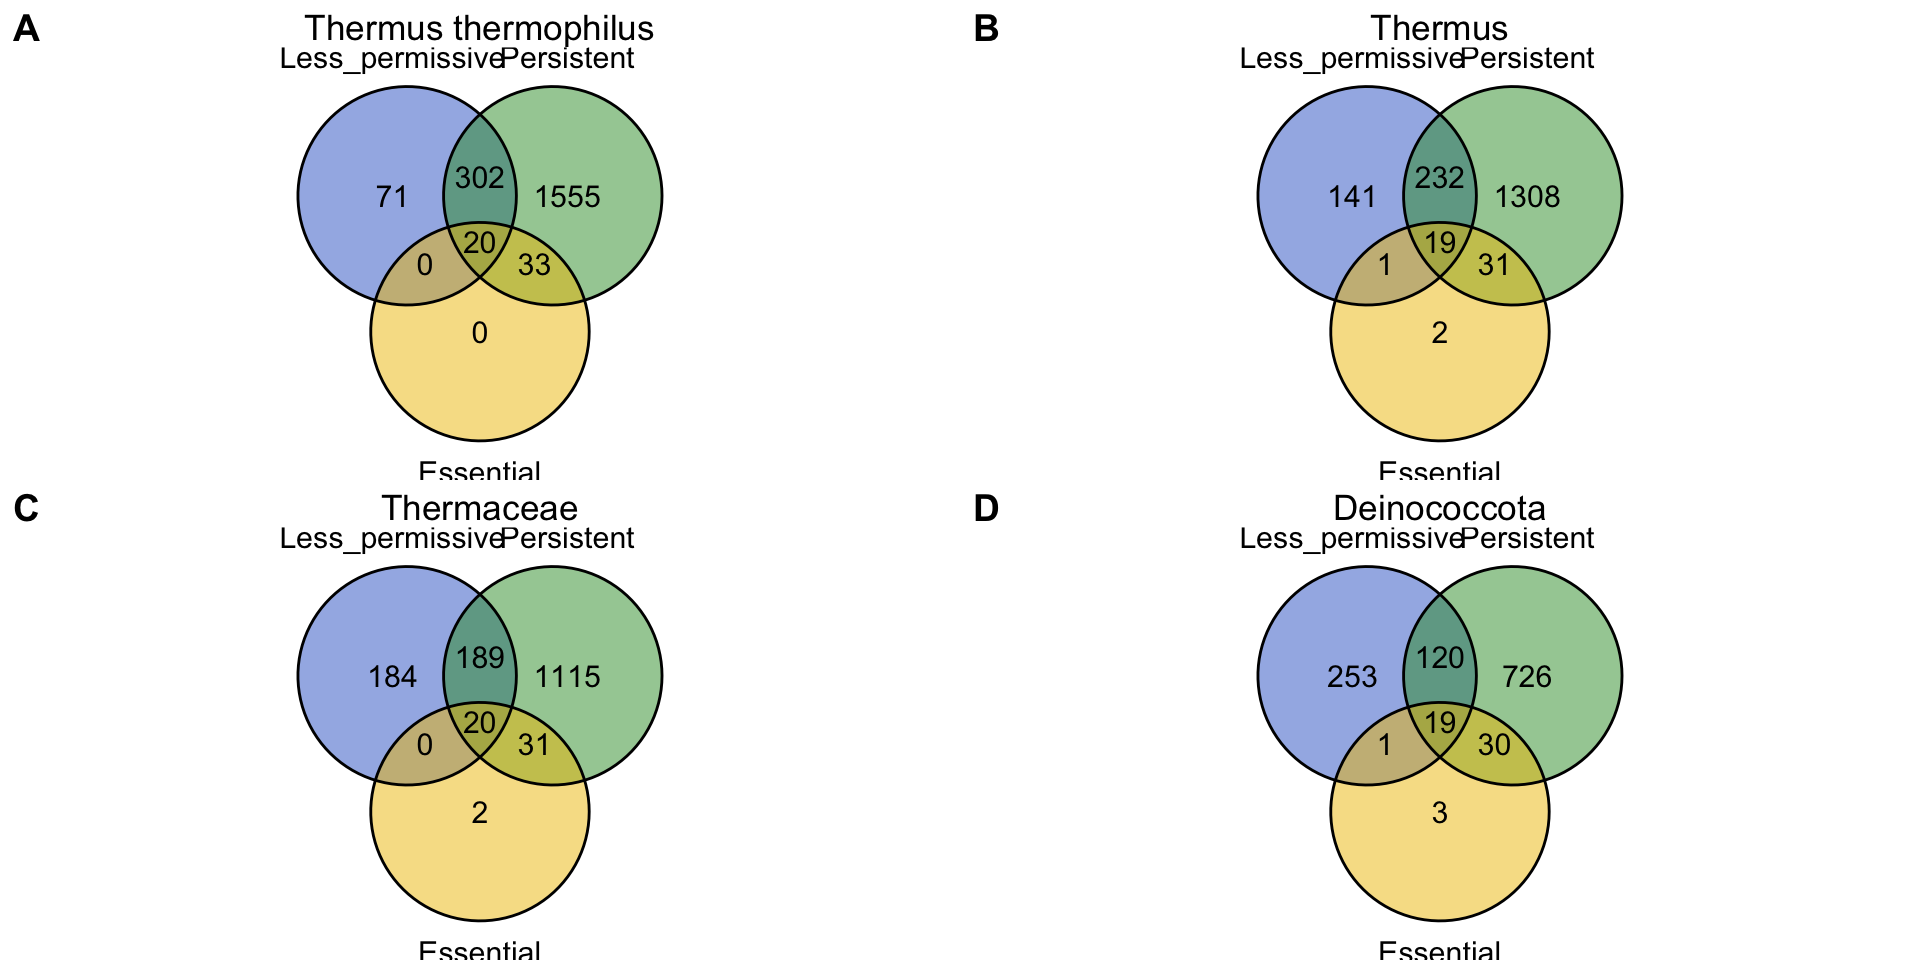 A
Thermus thermophilus
Less_permissive Persistent
71
302
1555
20
0
33
0
Essential
B
Thermus
Less_permissive Persistent
141
232
1308
19
1
31
2
Essential
C
Thermaceae
Less_permissive Persistent
184
189
1115
20
0
31
2
Essential
D
Deinococcota
Less_permissive Persistent
253
120
726
19
1
30
3
Essential